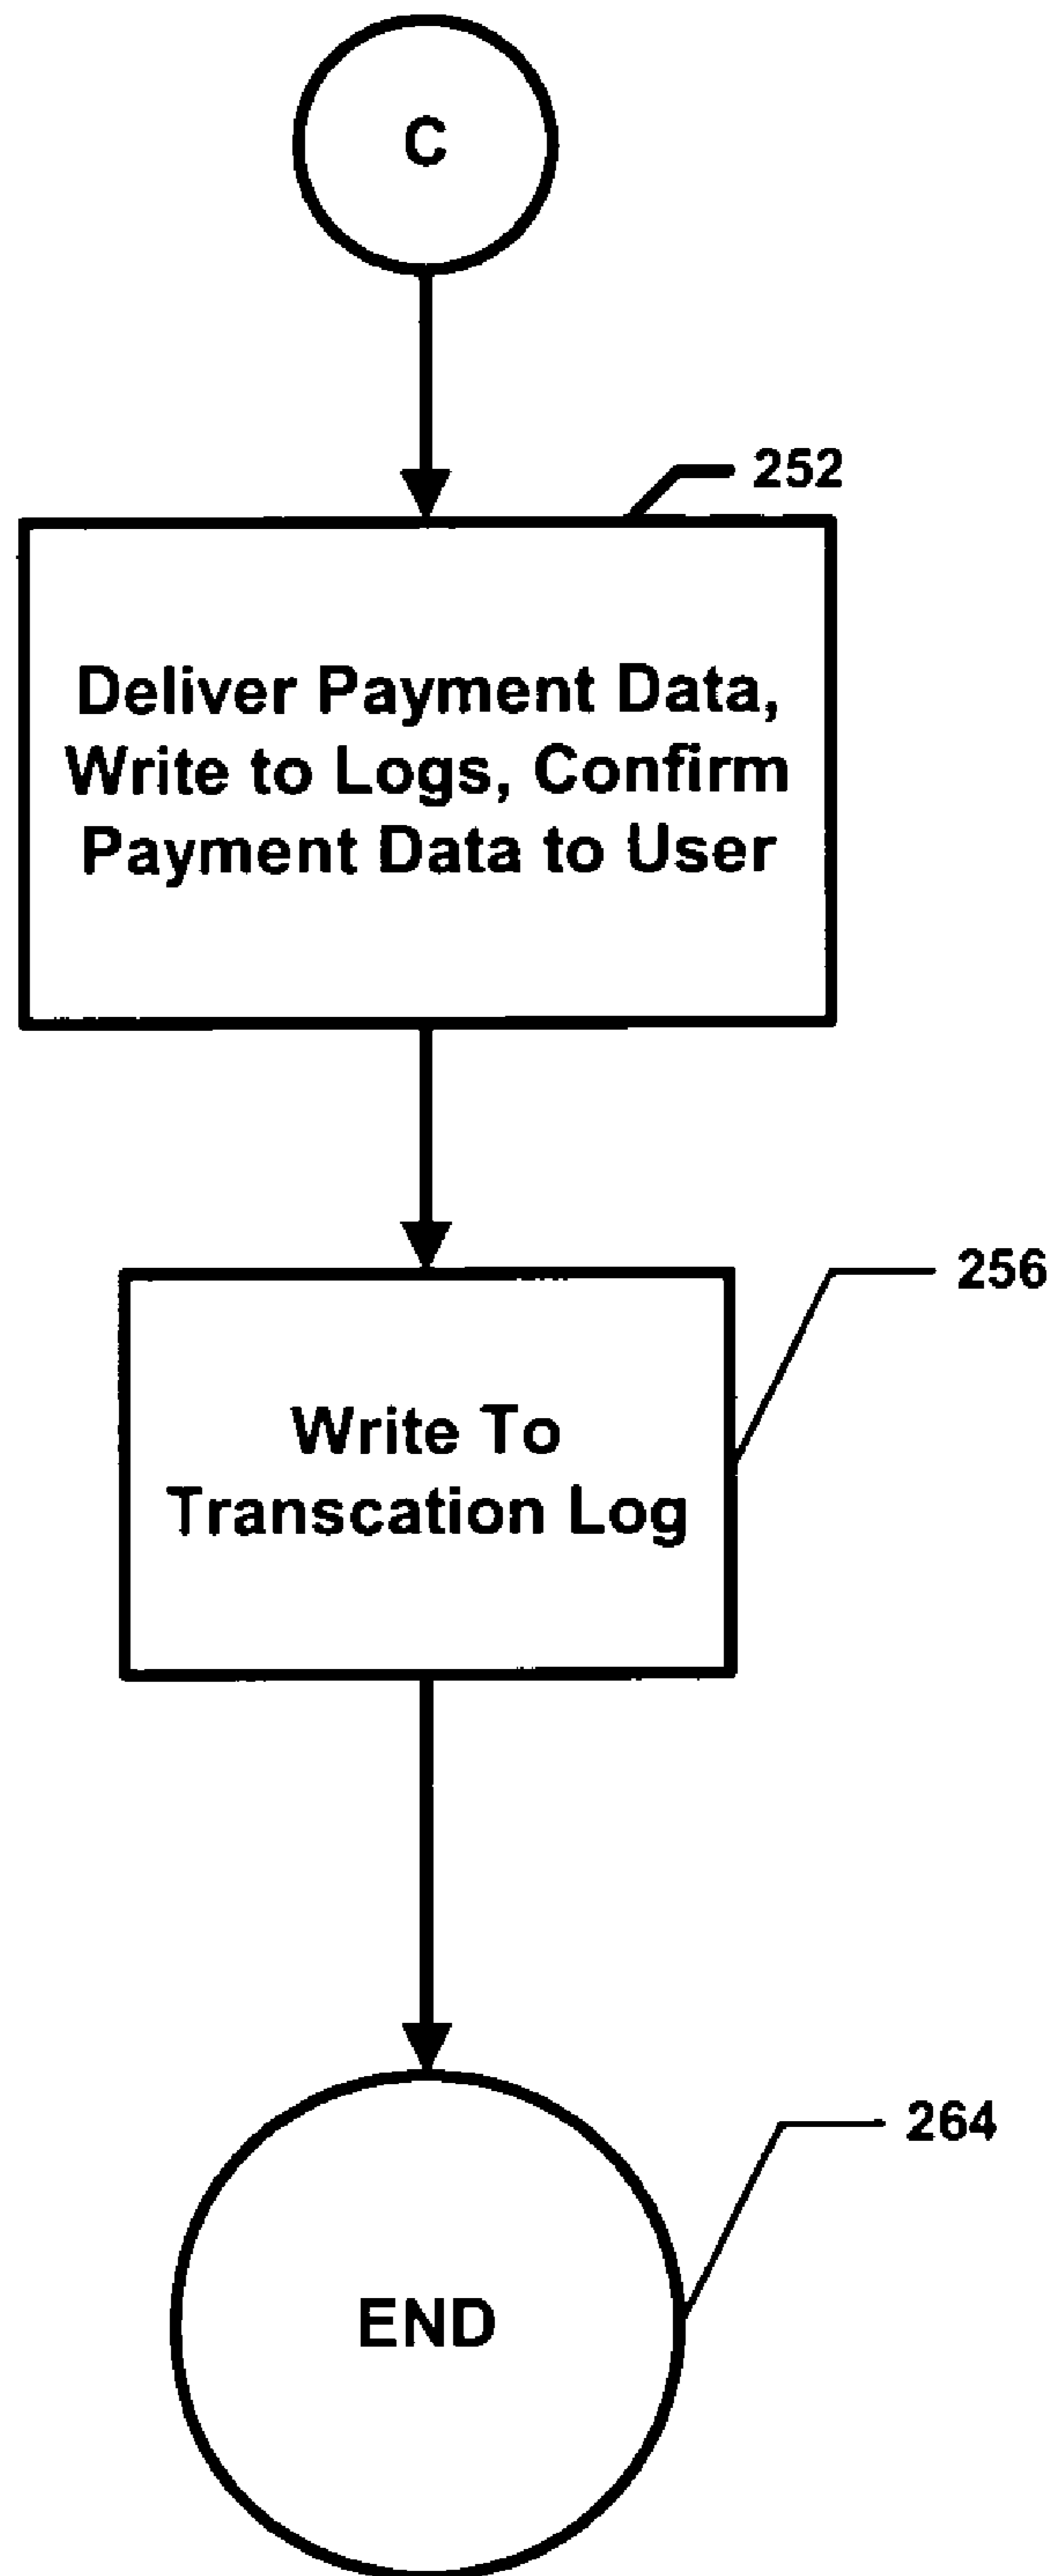 C
252
Deliver Payment Data,
Write to Logs, Confirm
Payment Data to User
256
Write To
Transcation Log
264
END